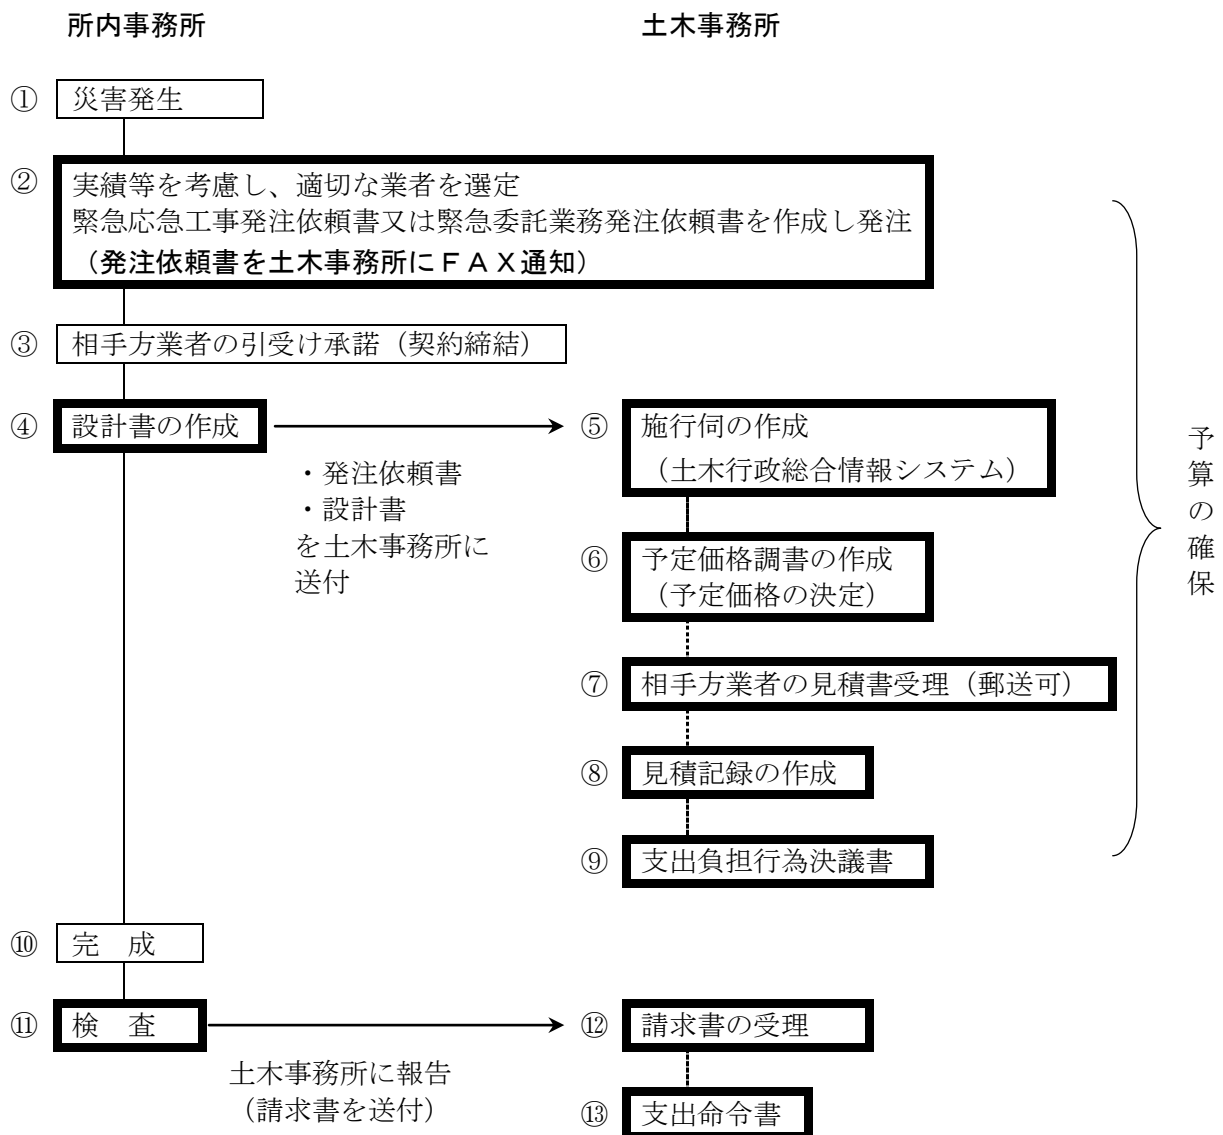 所内事務所
土木事務所
① 災害発生
② 実績等を考慮し、適切な業者を選定
緊急応急工事発注依頼書又は緊急委託業務発注依頼書を作成し発注
（発注依頼書を土木事務所にＦＡＸ通知）
③ 相手方業者の引受け承諾（契約締結）
④ 設計書の作成
・発注依頼書
・設計書
を土木事務所に
送付
⑤ 施行伺の作成
（土木行政総合情報システム）
⑥ 予定価格調書の作成
（予定価格の決定）
⑦ 相手方業者の見積書受理（郵送可）
⑧ 見積記録の作成
⑨ 支出負担行為決議書
予算の確保
⑩ 完　成
⑪ 検　査
土木事務所に報告
（請求書を送付）
⑫ 請求書の受理
⑬ 支出命令書